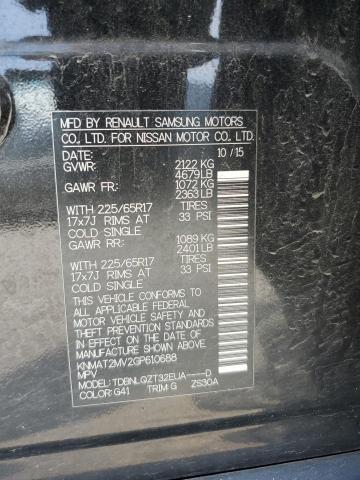 MFD BY RENAULT SAMSUNG MOTORS
CO., LTD. FOR NISSAN MOTOR CO., LTD.
DATE: 10/15
GVWR: 2122 KG
4679LB
GAWR FR: 1072 KG
2363LB
WITH 225/65R17 TIRES
17x7J RIMS AT 33 PSI
COLD SINGLE
GAWR RR: 1089 KG
2401LB
WITH 225/65R17 TIRES
17x7J RIMS AT 33 PSI
COLD SINGLE
THIS VEHICLE CONFORMS TO
ALL APPLICABLE FEDERAL
MOTOR VEHICLE SAFETY AND
THEFT PREVENTION STANDARDS
IN EFFECT ON THE DATE OF
MANUFACTURE SHOWN ABOVE
KNMAT2MV2GP610688
MPV
MODEL: TDBNLQZT32EUA----D
COLOR: G41 TRIM: G ZS30A